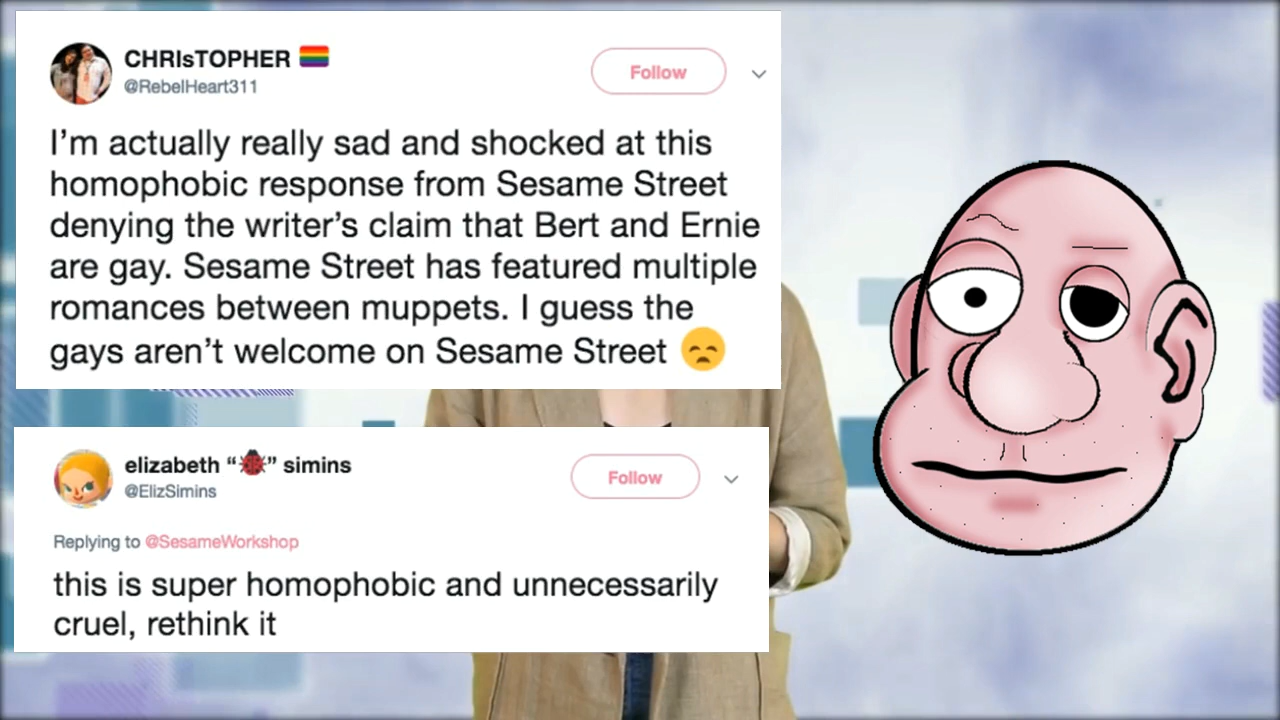 CHRIsTOPHER 🏳️‍🌈
@RebelHeart311
Follow
I’m actually really sad and shocked at this
homophobic response from Sesame Street
denying the writer’s claim that Bert and Ernie
are gay. Sesame Street has featured multiple
romances between muppets. I guess the
gays aren’t welcome on Sesame Street 😞
elizabeth “🐞” simins
@ElizSimins
Follow
Replying to @SesameWorkshop
this is super homophobic and unnecessarily
cruel, rethink it